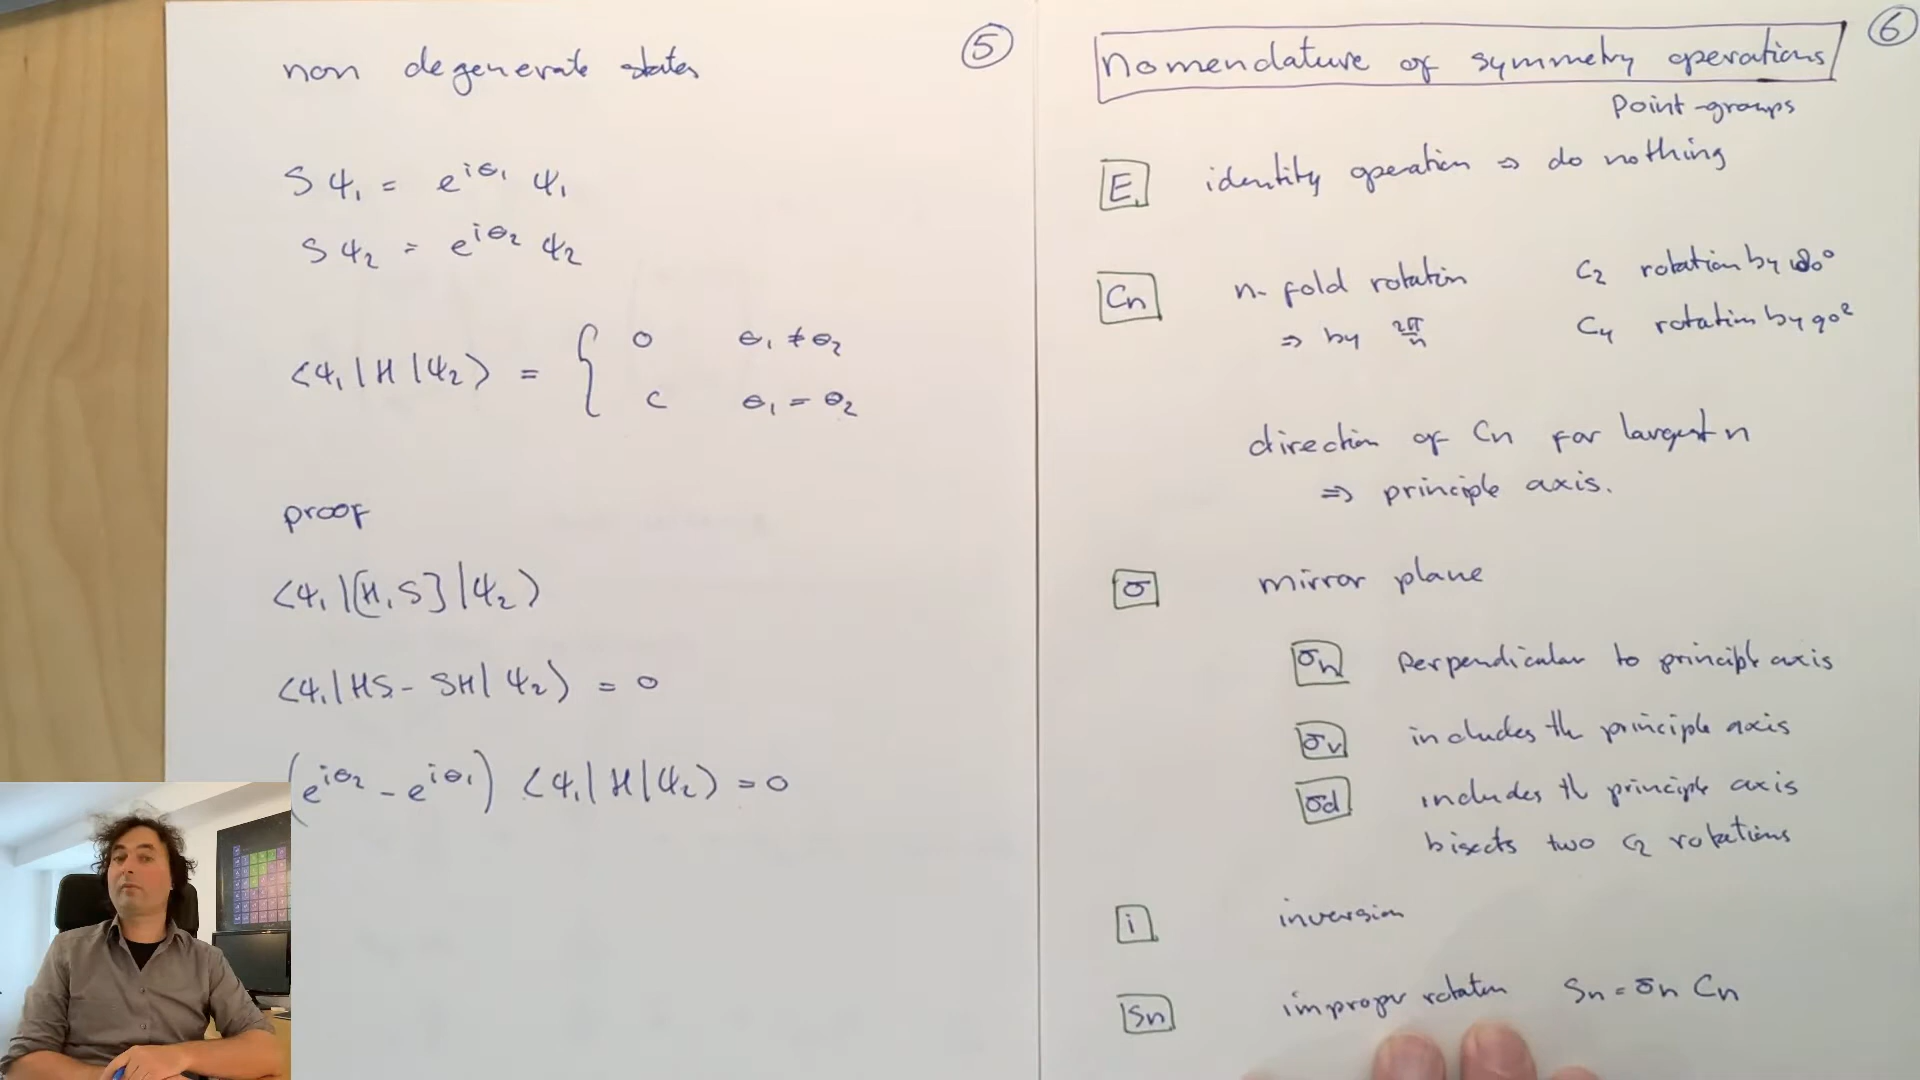 non degenerate states
5
Sψ₁ = e^{iθ₁} ψ₁
Sψ₂ = e^{iθ₂} ψ₂
<ψ₁|H|ψ₂> = { 0 θ₁ ≠ θ₂
c θ₁ = θ₂
proof
<ψ₁|[H,S]|ψ₂>
<ψ₁|HS - SH|ψ₂> = 0
(e^{iθ₂} - e^{iθ₁}) <ψ₁|H|ψ₂> = 0
6
nomenclature of symmetry operations
Point-groups
E identity operation ⇒ do nothing
Cn n-fold rotation C₂ rotation by 180°
⇒ by 2π/n C₄ rotation by 90°
direction of Cn for largest n
⇒ principle axis.
σ mirror plane
σh perpendicular to principle axis
σv includes the principle axis
σd includes the principle axis
bisects two C₂ rotations
i inversion
Sn improper rotation Sn = σh Cn